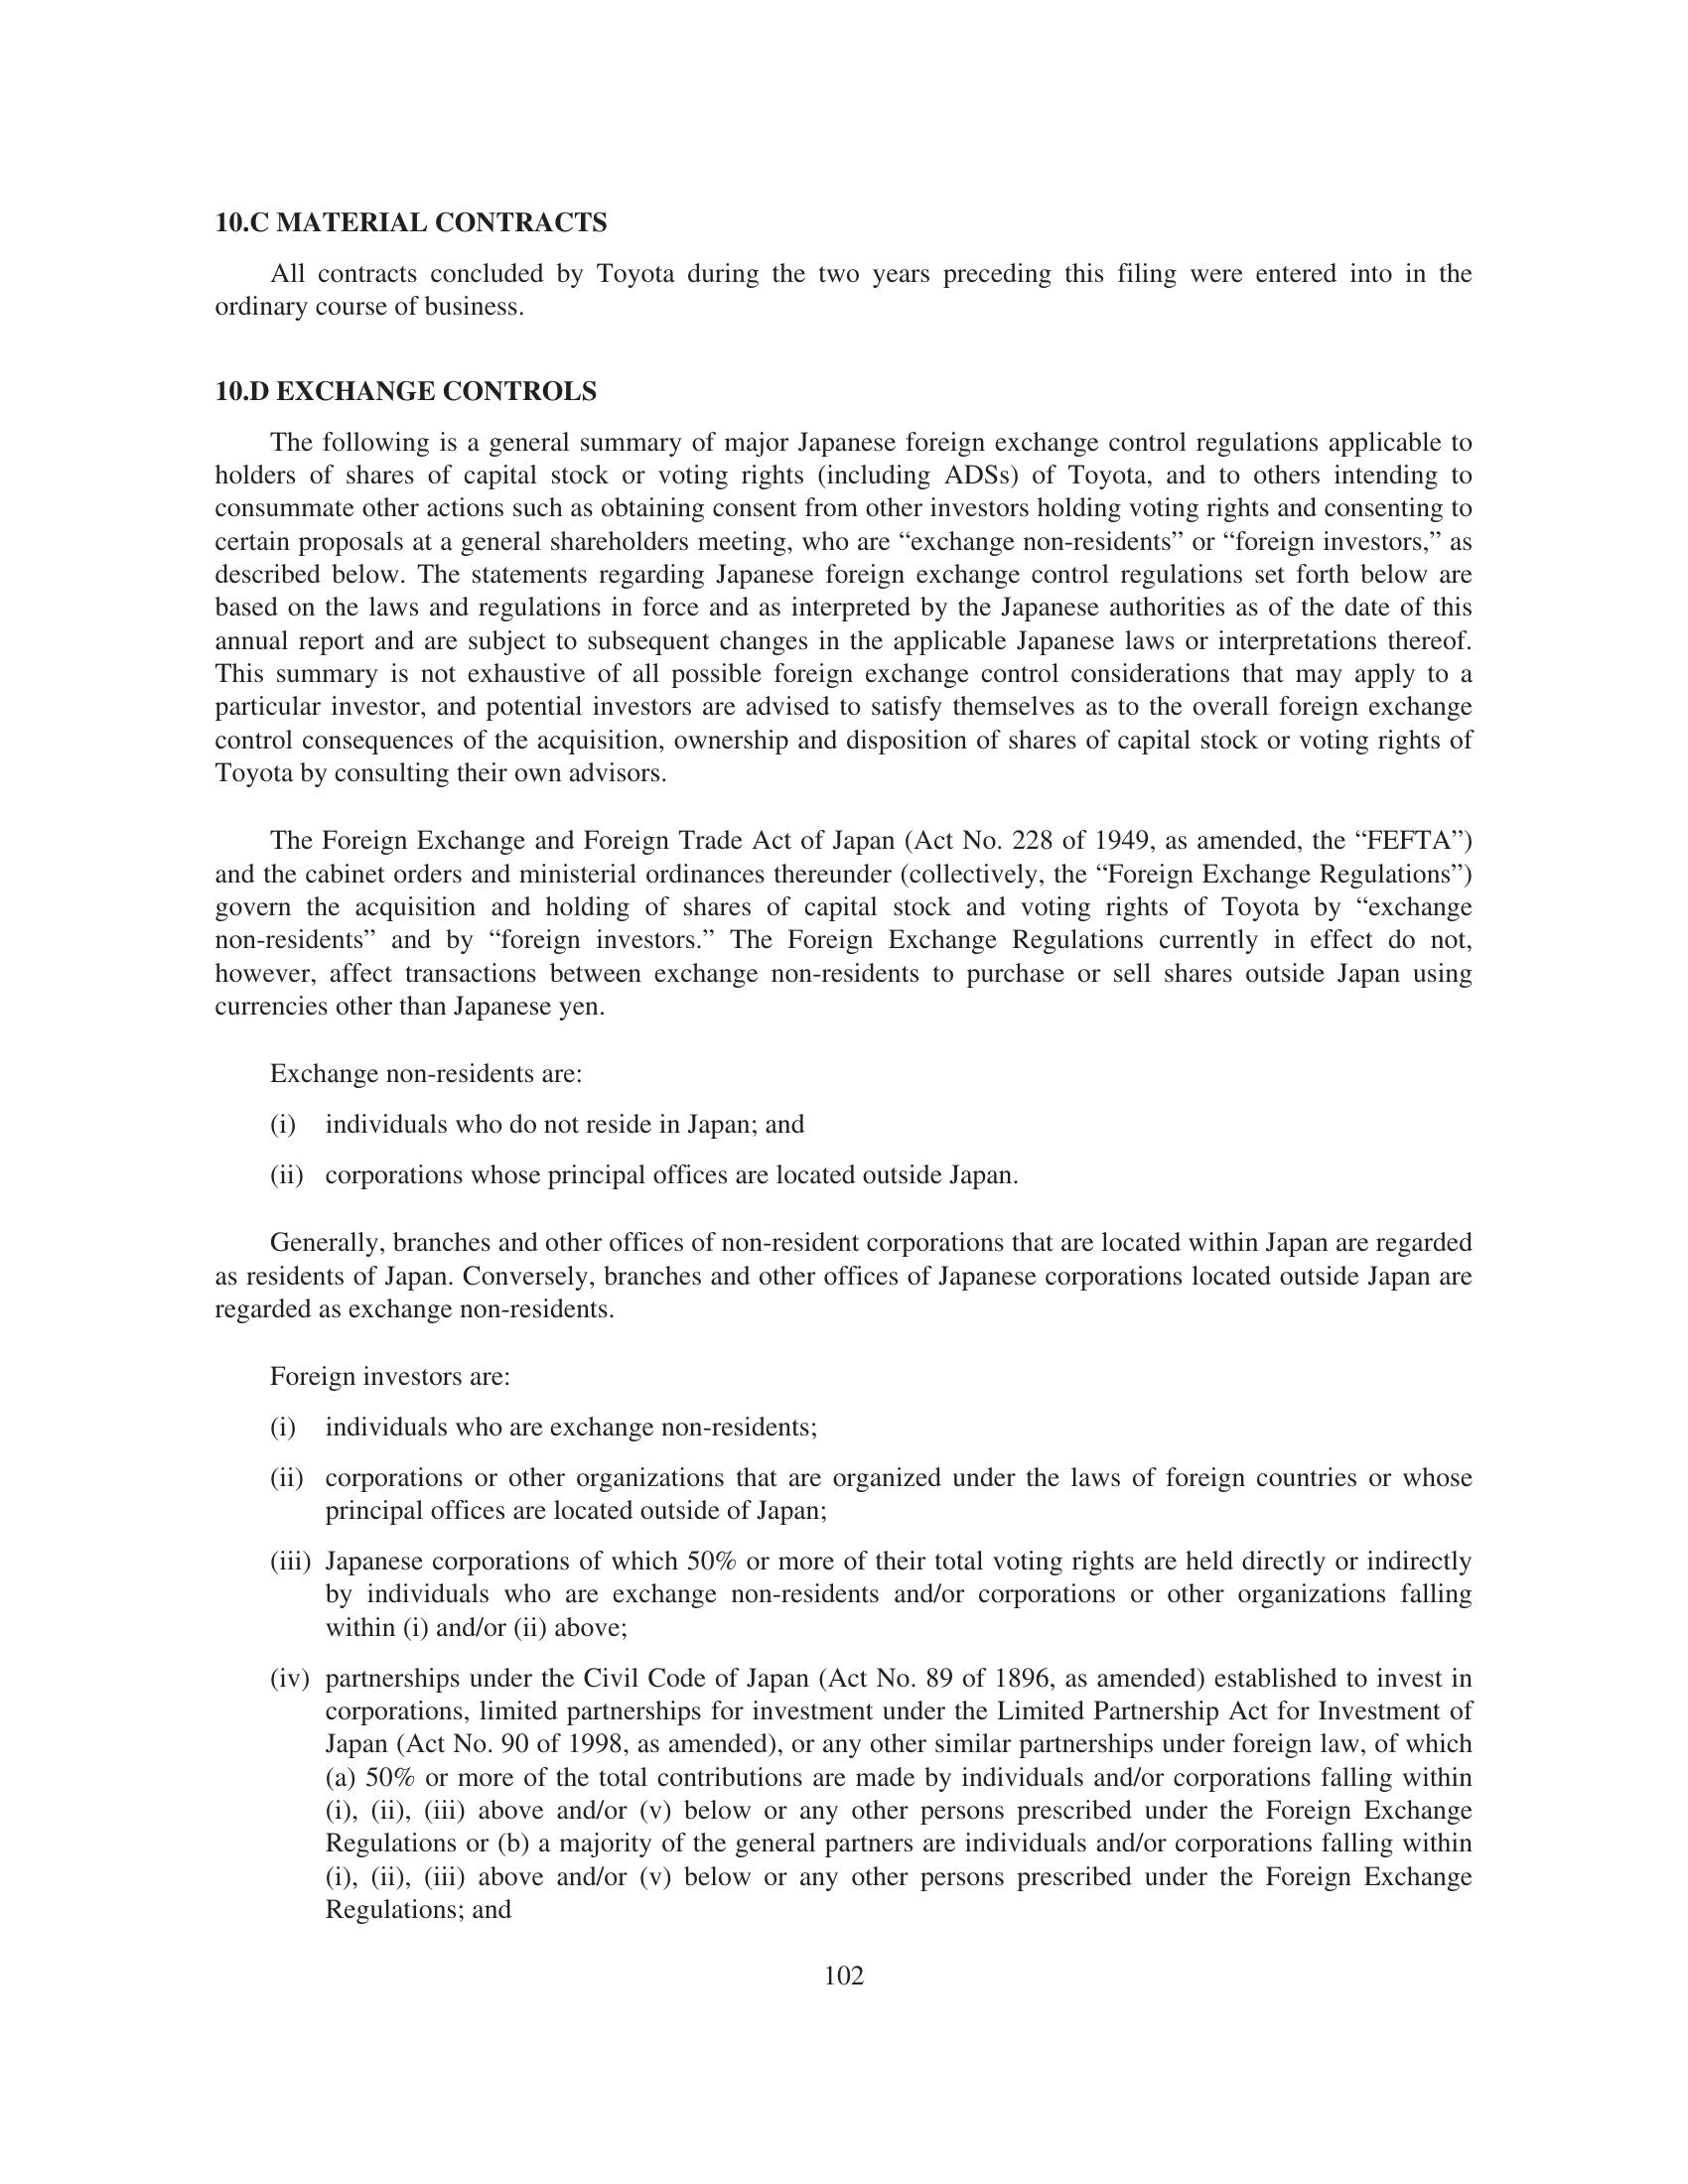 10.C MATERIAL CONTRACTS
All contracts concluded by Toyota during the two years preceding this filing were entered into in the
ordinary course of business.
10.D EXCHANGE CONTROLS
The following is a general summary of major Japanese foreign exchange control regulations applicable to
holders of shares of capital stock or voting rights (including ADSs) of Toyota, and to others intending to
consummate other actions such as obtaining consent from other investors holding voting rights and consenting to
certain proposals at a general shareholders meeting, who are “exchange non-residents” or “foreign investors,” as
described below. The statements regarding Japanese foreign exchange control regulations set forth below are
based on the laws and regulations in force and as interpreted by the Japanese authorities as of the date of this
annual report and are subject to subsequent changes in the applicable Japanese laws or interpretations thereof.
This summary is not exhaustive of all possible foreign exchange control considerations that may apply to a
particular investor, and potential investors are advised to satisfy themselves as to the overall foreign exchange
control consequences of the acquisition, ownership and disposition of shares of capital stock or voting rights of
Toyota by consulting their own advisors.
The Foreign Exchange and Foreign Trade Act of Japan (Act No. 228 of 1949, as amended, the “FEFTA”)
and the cabinet orders and ministerial ordinances thereunder (collectively, the “Foreign Exchange Regulations”)
govern the acquisition and holding of shares of capital stock and voting rights of Toyota by “exchange
non-residents” and by “foreign investors.” The Foreign Exchange Regulations currently in effect do not,
however, affect transactions between exchange non-residents to purchase or sell shares outside Japan using
currencies other than Japanese yen.
Exchange non-residents are:
(i) individuals who do not reside in Japan; and
(ii) corporations whose principal offices are located outside Japan.
Generally, branches and other offices of non-resident corporations that are located within Japan are regarded
as residents of Japan. Conversely, branches and other offices of Japanese corporations located outside Japan are
regarded as exchange non-residents.
Foreign investors are:
(i) individuals who are exchange non-residents;
(ii) corporations or other organizations that are organized under the laws of foreign countries or whose
principal offices are located outside of Japan;
(iii) Japanese corporations of which 50% or more of their total voting rights are held directly or indirectly
by individuals who are exchange non-residents and/or corporations or other organizations falling
within (i) and/or (ii) above;
(iv) partnerships under the Civil Code of Japan (Act No. 89 of 1896, as amended) established to invest in
corporations, limited partnerships for investment under the Limited Partnership Act for Investment of
Japan (Act No. 90 of 1998, as amended), or any other similar partnerships under foreign law, of which
(a) 50% or more of the total contributions are made by individuals and/or corporations falling within
(i), (ii), (iii) above and/or (v) below or any other persons prescribed under the Foreign Exchange
Regulations or (b) a majority of the general partners are individuals and/or corporations falling within
(i), (ii), (iii) above and/or (v) below or any other persons prescribed under the Foreign Exchange
Regulations; and
102